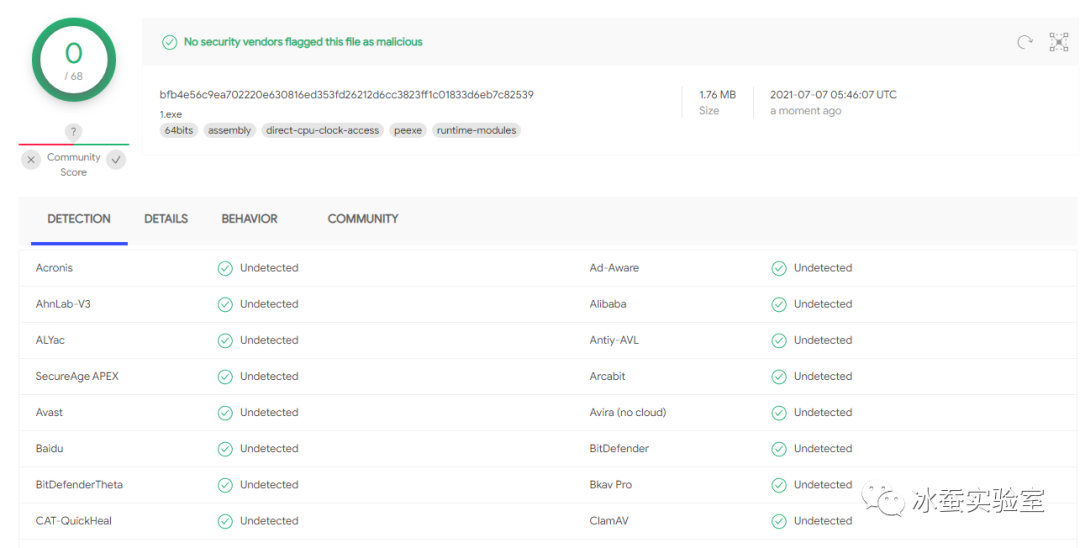 0
/ 68
?
Community
Score
No security vendors flagged this file as malicious
bfb4e56c9ea702220e630816ed353fd26212d6cc3823ff1c01833d6eb7c82539
1.exe
64bits assembly direct-cpu-clock-access peexe runtime-modules
1.76 MB
Size
2021-07-07 05:46:07 UTC
a moment ago
DETECTION DETAILS BEHAVIOR COMMUNITY
Acronis Undetected Ad-Aware Undetected
AhnLab-V3 Undetected Alibaba Undetected
ALYac Undetected Antiy-AVL Undetected
SecureAge APEX Undetected Arcabit Undetected
Avast Undetected Avira (no cloud) Undetected
Baidu Undetected BitDefender Undetected
BitDefenderTheta Undetected Bkav Pro Undetected
CAT-QuickHeal Undetected ClamAV Undetected
冰蚕实验室